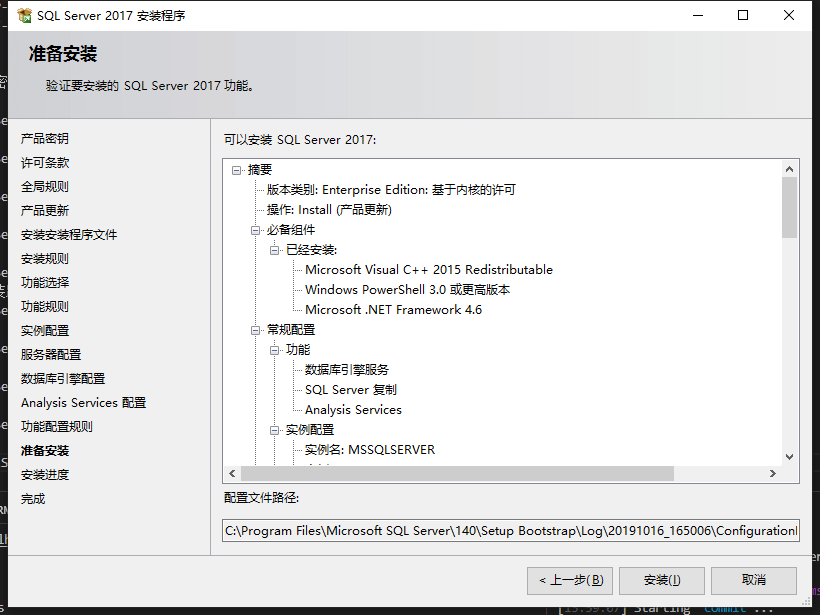 SQL Server 2017 安装程序
准备安装
验证要安装的 SQL Server 2017 功能。
产品密钥
许可条款
全局规则
产品更新
安装安装程序文件
安装规则
功能选择
功能规则
实例配置
服务器配置
数据库引擎配置
Analysis Services 配置
功能配置规则
准备安装
安装进度
完成
可以安装 SQL Server 2017:
摘要
版本类别: Enterprise Edition: 基于内核的许可
操作: Install (产品更新)
必备组件
已经安装:
Microsoft Visual C++ 2015 Redistributable
Windows PowerShell 3.0 或更高版本
Microsoft .NET Framework 4.6
常规配置
功能
数据库引擎服务
SQL Server 复制
Analysis Services
实例配置
实例名: MSSQLSERVER
配置文件路径:
C:\Program Files\Microsoft SQL Server\140\Setup Bootstrap\Log\20191016_165006\Configuration
< 上一步(B)
安装(I)
取消